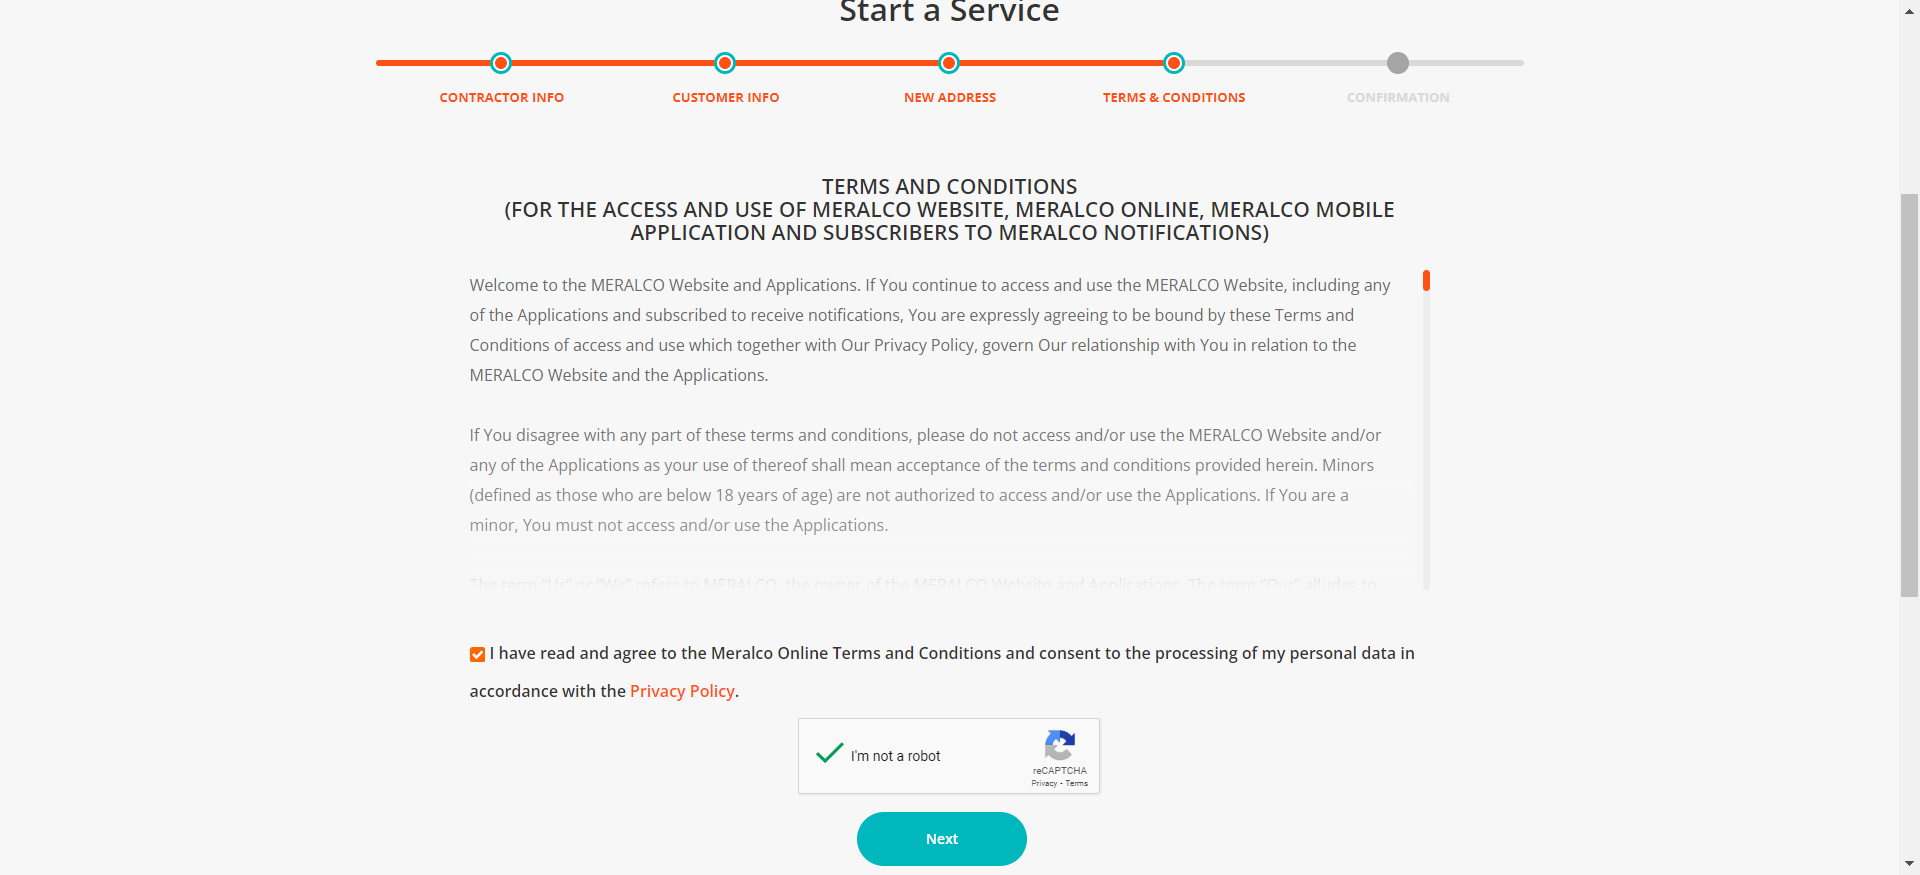 Start a Service
CONTRACTOR INFO
CUSTOMER INFO
NEW ADDRESS
TERMS & CONDITIONS
CONFIRMATION
TERMS AND CONDITIONS
(FOR THE ACCESS AND USE OF MERALCO WEBSITE, MERALCO ONLINE, MERALCO MOBILE
APPLICATION AND SUBSCRIBERS TO MERALCO NOTIFICATIONS)
Welcome to the MERALCO Website and Applications. If You continue to access and use the MERALCO Website, including any
of the Applications and subscribed to receive notifications, You are expressly agreeing to be bound by these Terms and
Conditions of access and use which together with Our Privacy Policy, govern Our relationship with You in relation to the
MERALCO Website and the Applications.
If You disagree with any part of these terms and conditions, please do not access and/or use the MERALCO Website and/or
any of the Applications as your use of thereof shall mean acceptance of the terms and conditions provided herein. Minors
(defined as those who are below 18 years of age) are not authorized to access and/or use the Applications. If You are a
minor, You must not access and/or use the Applications.
The term “Us” or “We” refers to MERALCO, the owner of the MERALCO Website and Applications. The term “Our” alludes to
I have read and agree to the Meralco Online Terms and Conditions and consent to the processing of my personal data in
accordance with the Privacy Policy.
I'm not a robot
reCAPTCHA
Privacy - Terms
Next